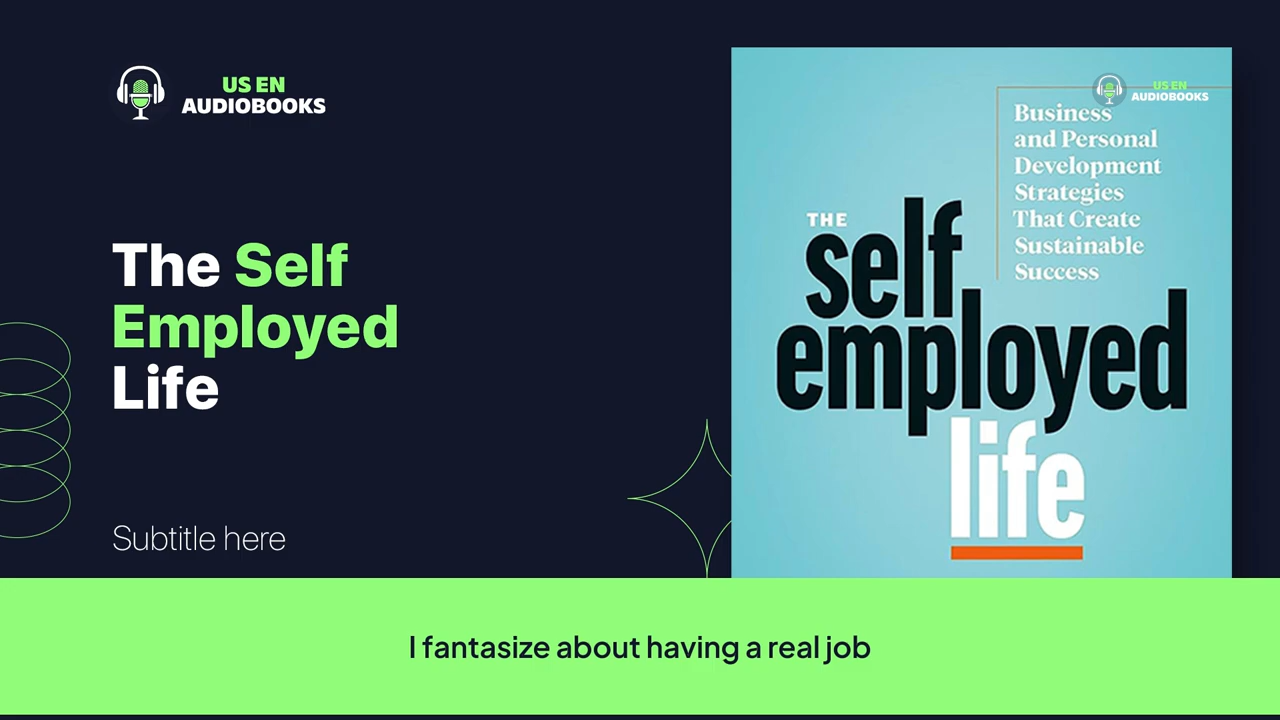 US EN
AUDIOBOOKS
The Self
Employed
Life
Subtitle here
US EN
AUDIOBOOKS
Business
and Personal
Development
Strategies
That Create
Sustainable
Success
THE
self
employed
life
I fantasize about having a real job